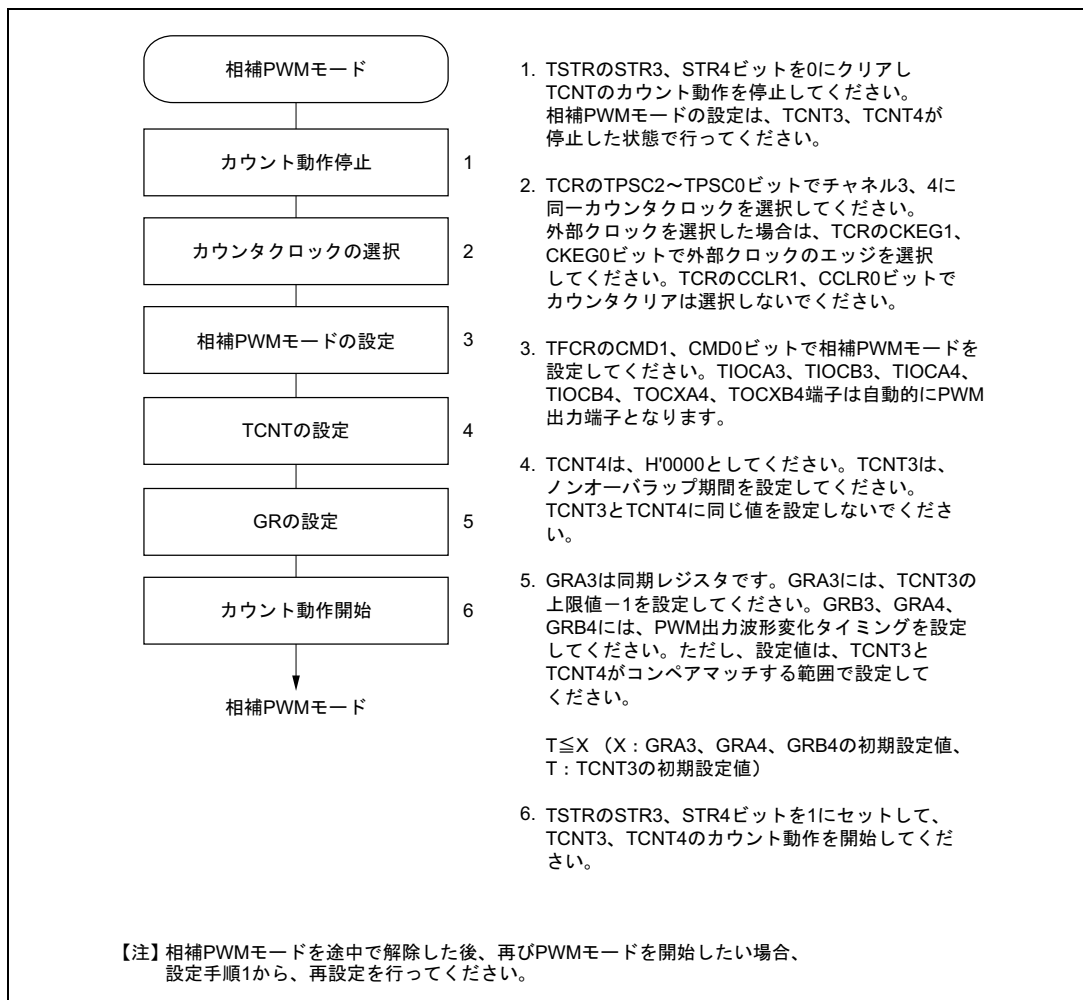 相補PWMモード
カウント動作停止
1
カウンタクロックの選択
2
相補PWMモードの設定
3
TCNTの設定
4
GRの設定
5
カウント動作開始
6
相補PWMモード
1. TSTRのSTR3、STR4ビットを0にクリアし
TCNTのカウント動作を停止してください。
相補PWMモードの設定は、TCNT3、TCNT4が
停止した状態で行ってください。
2. TCRのTPSC2～TPSC0ビットでチャネル3、4に
同一カウンタクロックを選択してください。
外部クロックを選択した場合は、TCRのCKEG1、
CKEG0ビットで外部クロックのエッジを選択
してください。TCRのCCLR1、CCLR0ビットで
カウンタクリアは選択しないでください。
3. TFCRのCMD1、CMD0ビットで相補PWMモードを
設定してください。TIOCA3、TIOCB3、TIOCA4、
TIOCB4、TOCXA4、TOCXB4端子は自動的にPWM
出力端子となります。
4. TCNT4は、H'0000としてください。TCNT3は、
ノンオーバラップ期間を設定してください。
TCNT3とTCNT4に同じ値を設定しないでくださ
い。
5. GRA3は同期レジスタです。GRA3には、TCNT3の
上限値－1を設定してください。GRB3、GRA4、
GRB4には、PWM出力波形変化タイミングを設定
してください。ただし、設定値は、TCNT3と
TCNT4がコンペアマッチする範囲で設定して
ください。
T≦X （X：GRA3、GRA4、GRB4の初期設定値、
T：TCNT3の初期設定値）
6. TSTRのSTR3、STR4ビットを1にセットして、
TCNT3、TCNT4のカウント動作を開始してくだ
さい。
【注】相補PWMモードを途中で解除した後、再びPWMモードを開始したい場合、
設定手順1から、再設定を行ってください。